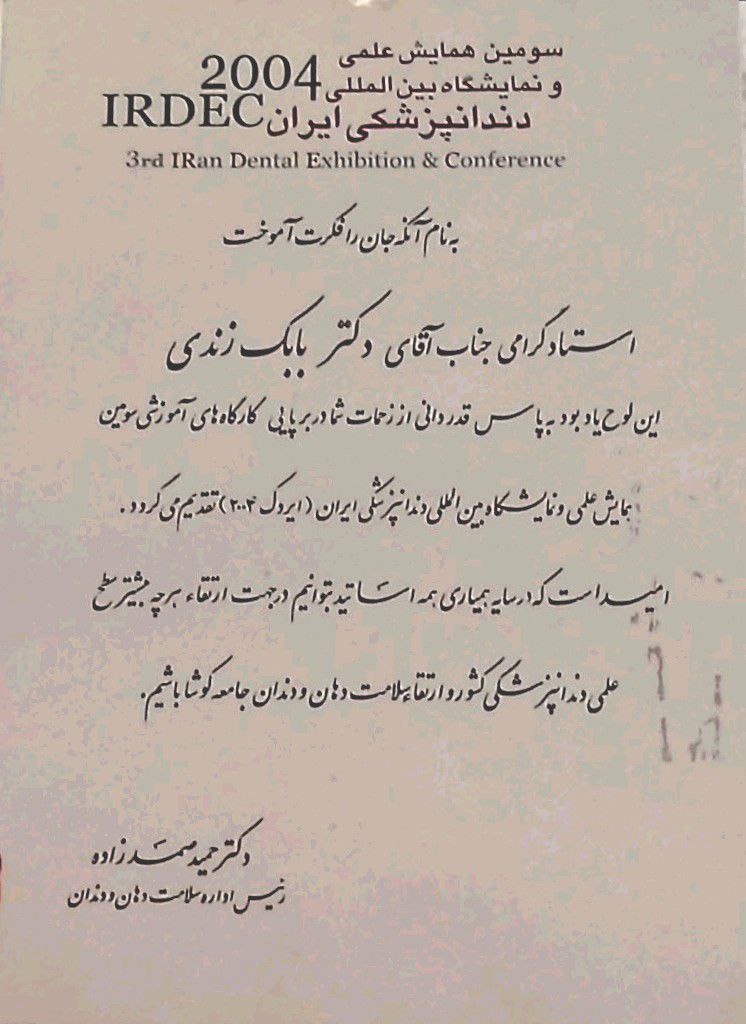 سومین همایش علمی
و نمایشگاه بین المللی 2004
دندانپزشکی ایران IRDEC
3rd IRan Dental Exhibition & Conference
به نام آنکه جان را فکرت آموخت
استاد گرامی جناب آقای دکتر بابک زندی
این لوح یاد بود به پاس قدردانی از زحمات شما در برپایی کارگاه های آموزشی سومین
همایش علمی و نمایشگاه بین المللی دندانپزشکی ایران (ایردک ۲۰۰۴) تقدیم می گردد.
امید است که در سایه همیاری همه اساتید بتوانیم در جهت ارتقاء هر چه بیشتر سطح
علمی دندانپزشکی کشور و ارتقاء سلامت دهان و دندان جامعه کوشا باشیم.
دکتر حمید صمدزاده
رئیس اداره سلامت دهان و دندان